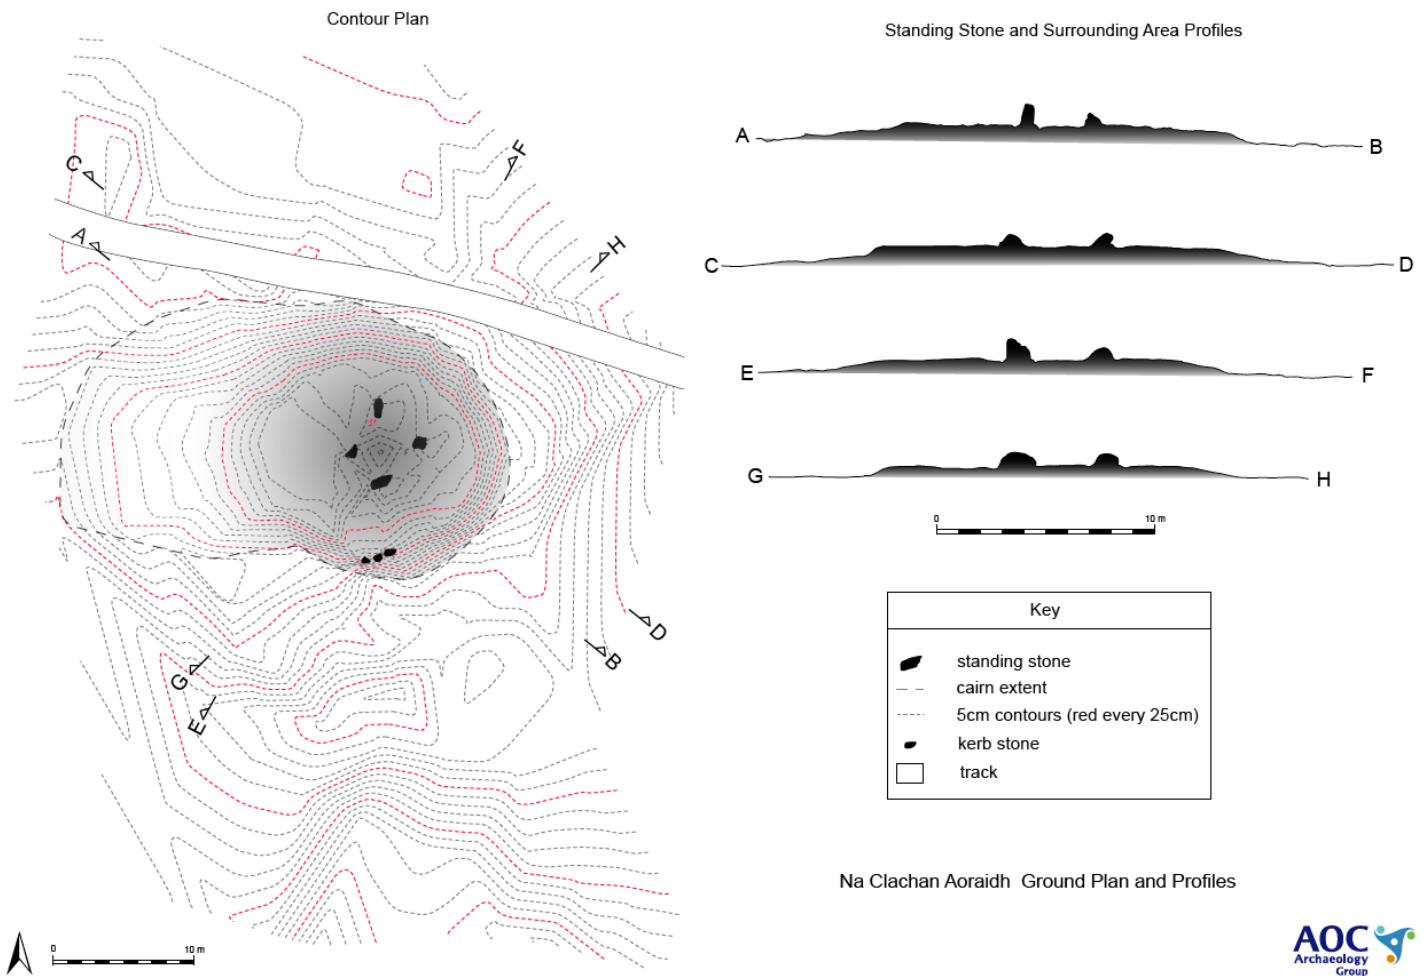 Contour Plan
C
A
F
H
G
E
D
B
0 10 m
Standing Stone and Surrounding Area Profiles
A B
C D
E F
G H
0 10 m
Key
standing stone
cairn extent
5cm contours (red every 25cm)
kerb stone
track
Na Clachan Aoraidh Ground Plan and Profiles
AOC
Archaeology
Group